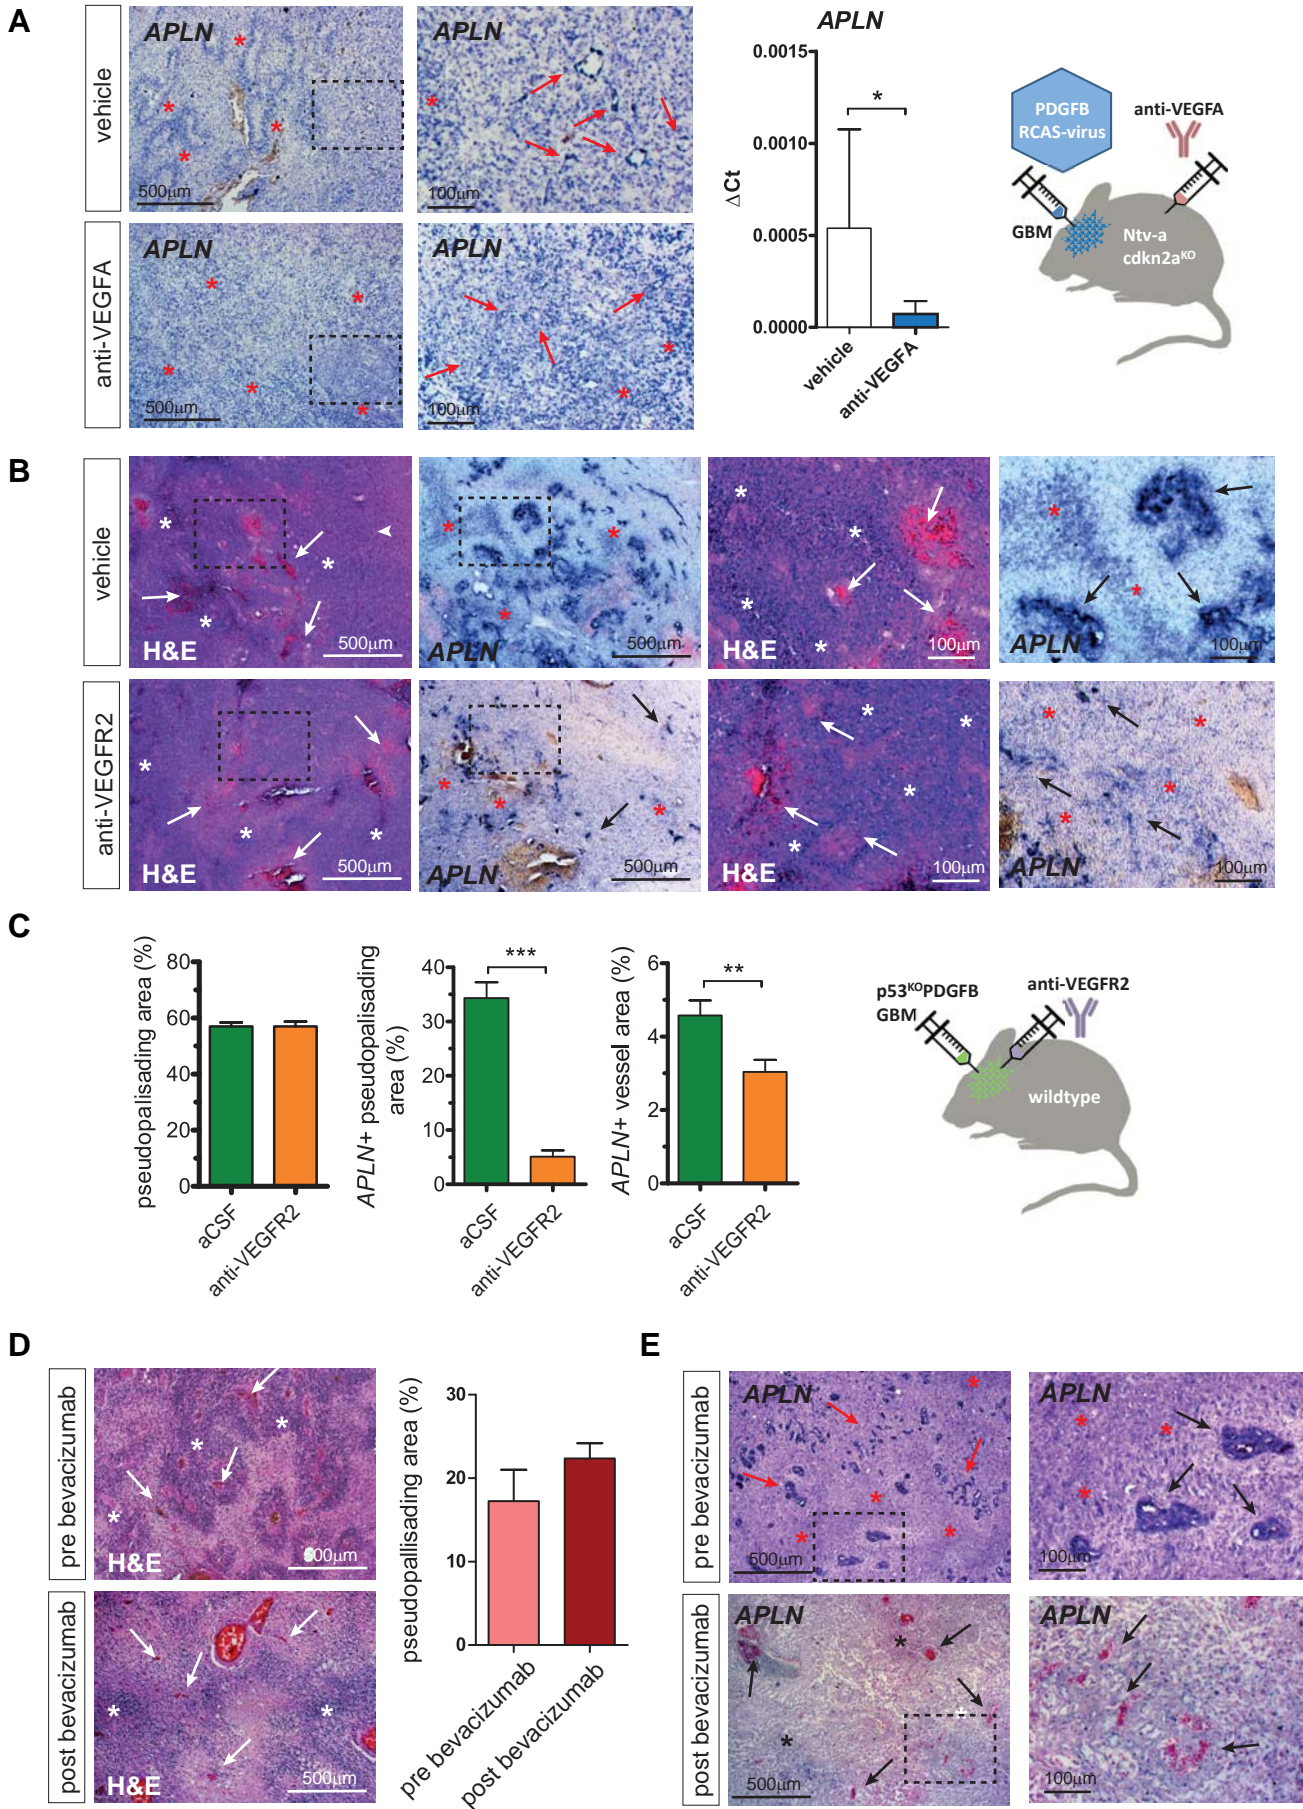 A
vehicle
APLN
500µm
APLN
100µm
anti-VEGFA
APLN
500µm
APLN
100µm
APLN
ΔCt
0.0015
0.0010
0.0005
0.0000
*
vehicle
anti-VEGFA
PDGFB
RCAS-virus
anti-VEGFA
GBM
Ntv-a
cdkn2aKO
B
vehicle
H&E
500µm
APLN
500µm
H&E
100µm
APLN
100µm
anti-VEGFR2
H&E
500µm
APLN
500µm
H&E
100µm
APLN
100µm
C
pseudopalisading area (%)
80
60
40
20
0
aCSF
anti-VEGFR2
APLN+ pseudopalisading
area (%)
40
30
20
10
0
***
aCSF
anti-VEGFR2
APLN+ vessel area (%)
6
4
2
0
**
aCSF
anti-VEGFR2
p53KOPDGFB
GBM
anti-VEGFR2
wildtype
D
pre bevacizumab
H&E
500µm
post bevacizumab
H&E
500µm
pseudopallisading area (%)
30
20
10
0
pre bevacizumab
post bevacizumab
E
pre bevacizumab
APLN
500µm
APLN
100µm
post bevacizumab
APLN
500µm
APLN
100µm